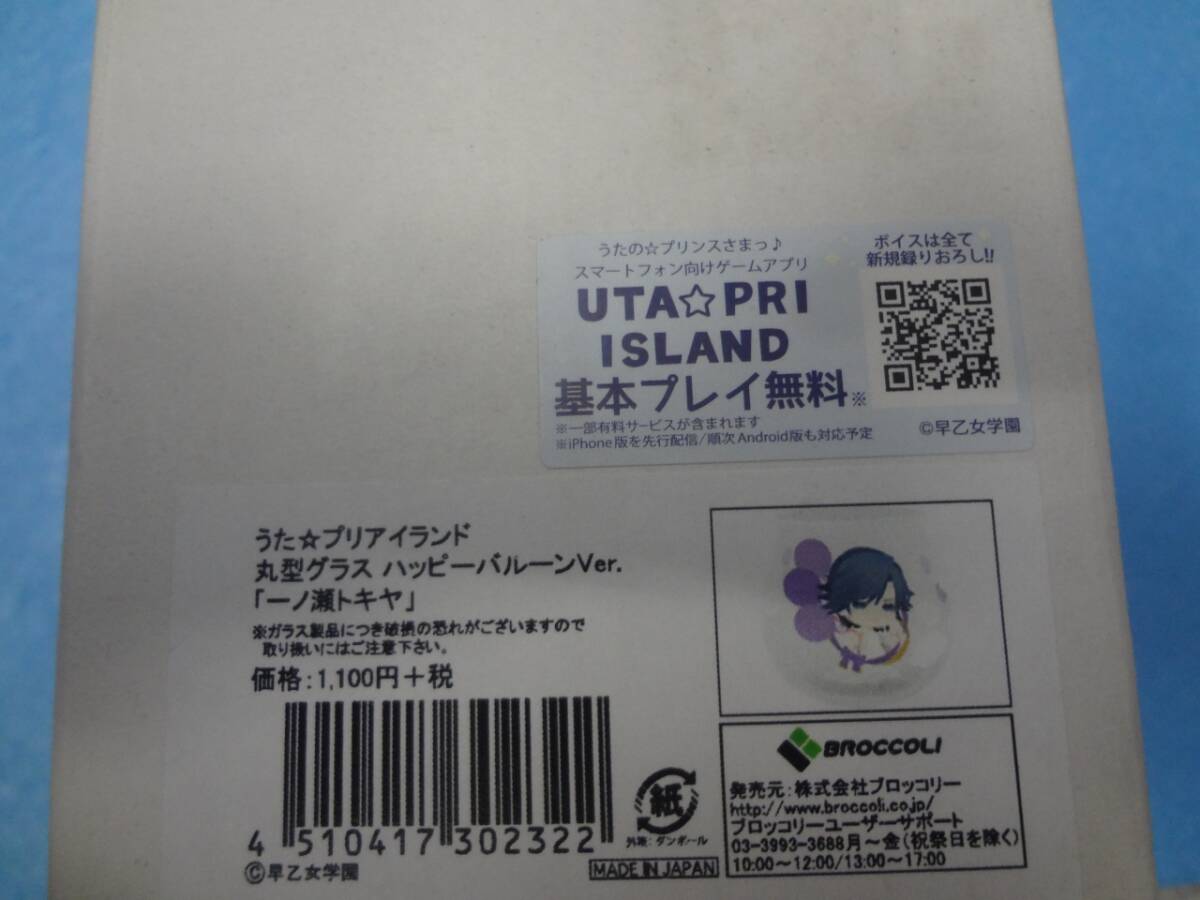 うたの☆プリンスさまっ♪
スマートフォン向けゲームアプリ
UTA☆PRI
ISLAND
基本プレイ無料※
※一部有料サービスが含まれます
※iPhone版を先行配信/順次Android版も対応予定
ボイスは全て
新規録りおろし!!
©早乙女学園
うた☆プリアイランド
丸型グラス ハッピーバルーンVer.
「一ノ瀬トキヤ」
※ガラス製品につき破損の恐れがございますので
取り扱いにはご注意下さい。
価格:1,100円+税
4 510417 302322
©早乙女学園
紙
外箱:ダンボール
MADE IN JAPAN
BROCCOLI
発売元:株式会社ブロッコリー
http://www.broccoli.co.jp/
ブロッコリーユーザーサポート
03-3993-3688月～金(祝祭日を除く)
10:00～12:00/13:00～17:00